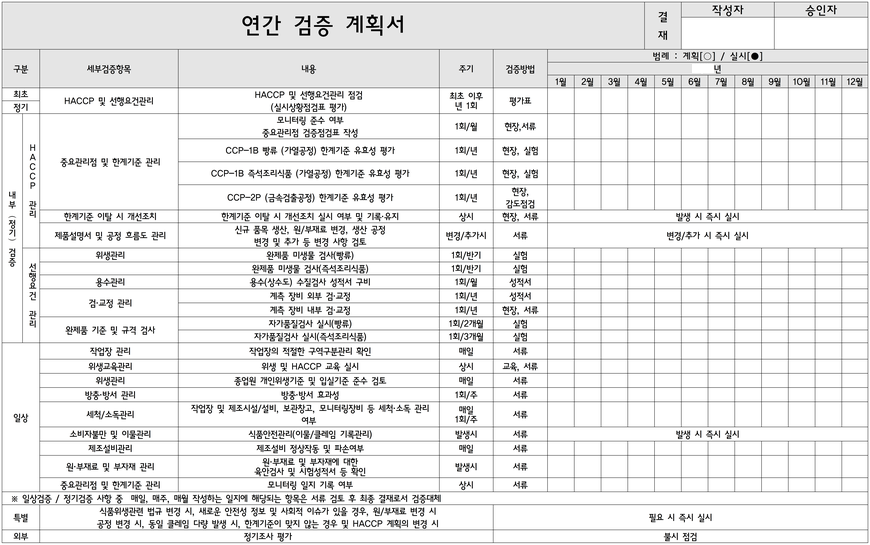 연간 검증 계획서
결재 작성자 승인자
구분 세부검증항목 내용 주기 검증방법 범례 : 계획[○] / 실시[●]
년
1월 2월 3월 4월 5월 6월 7월 8월 9월 10월 11월 12월
최초
정기
HACCP 및 선행요건관리
HACCP 및 선행요건관리 점검
(실시상황점검표 평가)
최초 이후
년 1회
평가표
내부(정기)검증
HACCP 관리
중요관리점 및 한계기준 관리
모니터링 준수 여부
중요관리점 검증점검표 작성
1회/월 현장,서류
CCP-1B 빵류 (가열공정) 한계기준 유효성 평가 1회/년 현장, 실험
CCP-1B 즉석조리식품 (가열공정) 한계기준 유효성 평가 1회/년 현장, 실험
CCP-2P (금속검출공정) 한계기준 유효성 평가 1회/년 현장,
감도점검
한계기준 이탈 시 개선조치 한계기준 이탈 시 개선조치 실시 여부 및 기록·유지 상시 현장, 서류 발생 시 즉시 실시
제품설명서 및 공정 흐름도 관리
신규 품목 생산, 원/부재료 변경, 생산 공정
변경 및 추가 등 변경 사항 검토
변경/추가시 서류 변경/추가 시 즉시 실시
선행요건 관리
위생관리 완제품 미생물 검사(빵류) 1회/반기 실험
완제품 미생물 검사(즉석조리식품) 1회/반기 실험
용수관리 용수(상수도) 수질검사 성적서 구비 1회/월 성적서
검·교정 관리 계측 장비 외부 검·교정 1회/년 성적서
계측 장비 내부 검·교정 1회/년 현장, 서류
완제품 기준 및 규격 검사 자가품질검사 실시(빵류) 1회/2개월 실험
자가품질검사 실시(즉석조리식품) 1회/3개월 실험
일상
작업장 관리 작업장의 적절한 구역구분관리 확인 매일 서류
위생교육관리 위생 및 HACCP 교육 실시 상시 교육, 서류
위생관리 종업원 개인위생기준 및 입실기준 준수 검토 매일 서류
방충·방서 관리 방충·방서 효과성 1회/주 서류
세척/소독관리
작업장 및 제조시설/설비, 보관창고, 모니터링장비 등 세척·소독 관리
여부
매일
1회/주
서류
소비자불만 및 이물관리 식품안전관리(이물/클레임 기록관리) 발생시 서류 발생 시 즉시 실시
제조설비관리 제조설비 정상작동 및 파손여부 매일 서류
원·부재료 및 부자재 관리
원·부재료 및 부자재에 대한
육안검사 및 시험성적서 등 확인
발생시 서류
중요관리점 및 한계기준 관리 모니터링 일지 기록 여부 상시 서류
※ 일상검증 / 정기검증 사항 중 매일, 매주, 매월 작성하는 일지에 해당되는 항목은 서류 검토 후 최종 결재로서 검증대체
특별
식품위생관련 법규 변경 시, 새로운 안전성 정보 및 사회적 이슈가 있을 경우, 원/부재료 변경 시
공정 변경 시, 동일 클레임 다량 발생 시, 한계기준이 맞지 않는 경우 및 HACCP 계획의 변경 시
필요 시 즉시 실시
외부 정기조사 평가 불시 점검